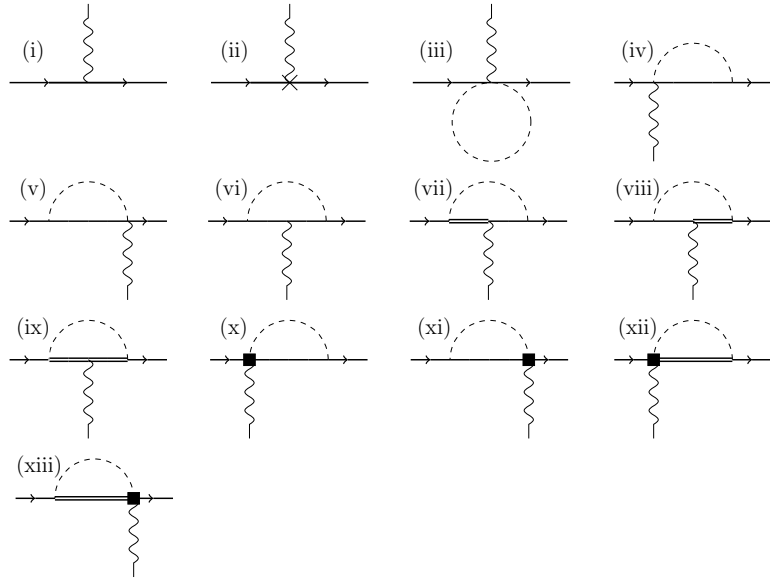 (i) (ii) (iii) (iv)
(v) (vi) (vii) (viii)
(ix) (x) (xi) (xii)
(xiii)